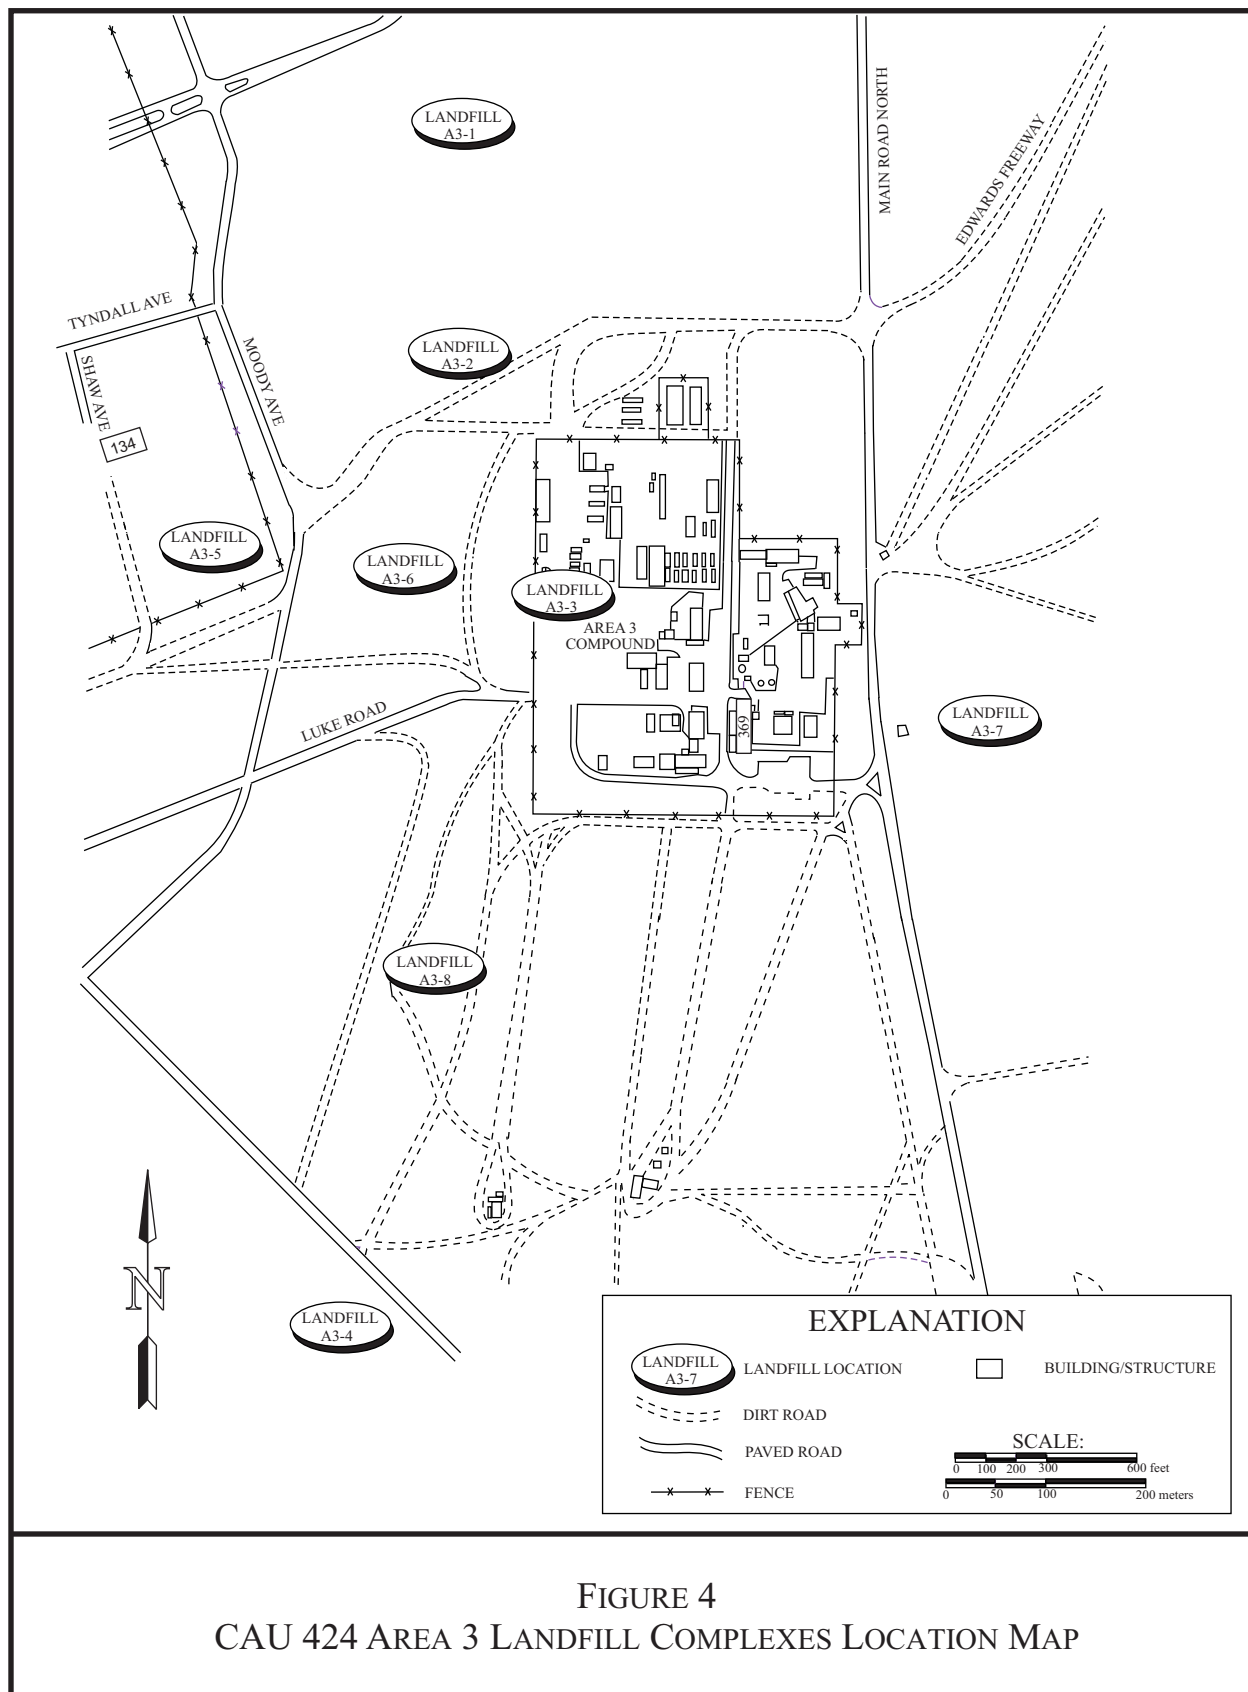 LANDFILL
A3-1
MAIN ROAD NORTH
EDWARDS FREEWAY
TYNDALL AVE
SHAW AVE
MOODY AVE
LANDFILL
A3-2
134
LANDFILL
A3-5
LANDFILL
A3-6
LANDFILL
A3-3
AREA 3
COMPOUND
LUKE ROAD
369
LANDFILL
A3-7
LANDFILL
A3-8
N
LANDFILL
A3-4
EXPLANATION
LANDFILL
A3-7
LANDFILL LOCATION
BUILDING/STRUCTURE
DIRT ROAD
PAVED ROAD
FENCE
SCALE:
0 100 200 300 600 feet
0 50 100 200 meters
FIGURE 4
CAU 424 AREA 3 LANDFILL COMPLEXES LOCATION MAP